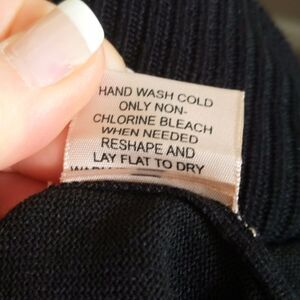 HAND WASH COLD
ONLY NON-
CHLORINE BLEACH
WHEN NEEDED
RESHAPE AND
LAY FLAT TO DRY